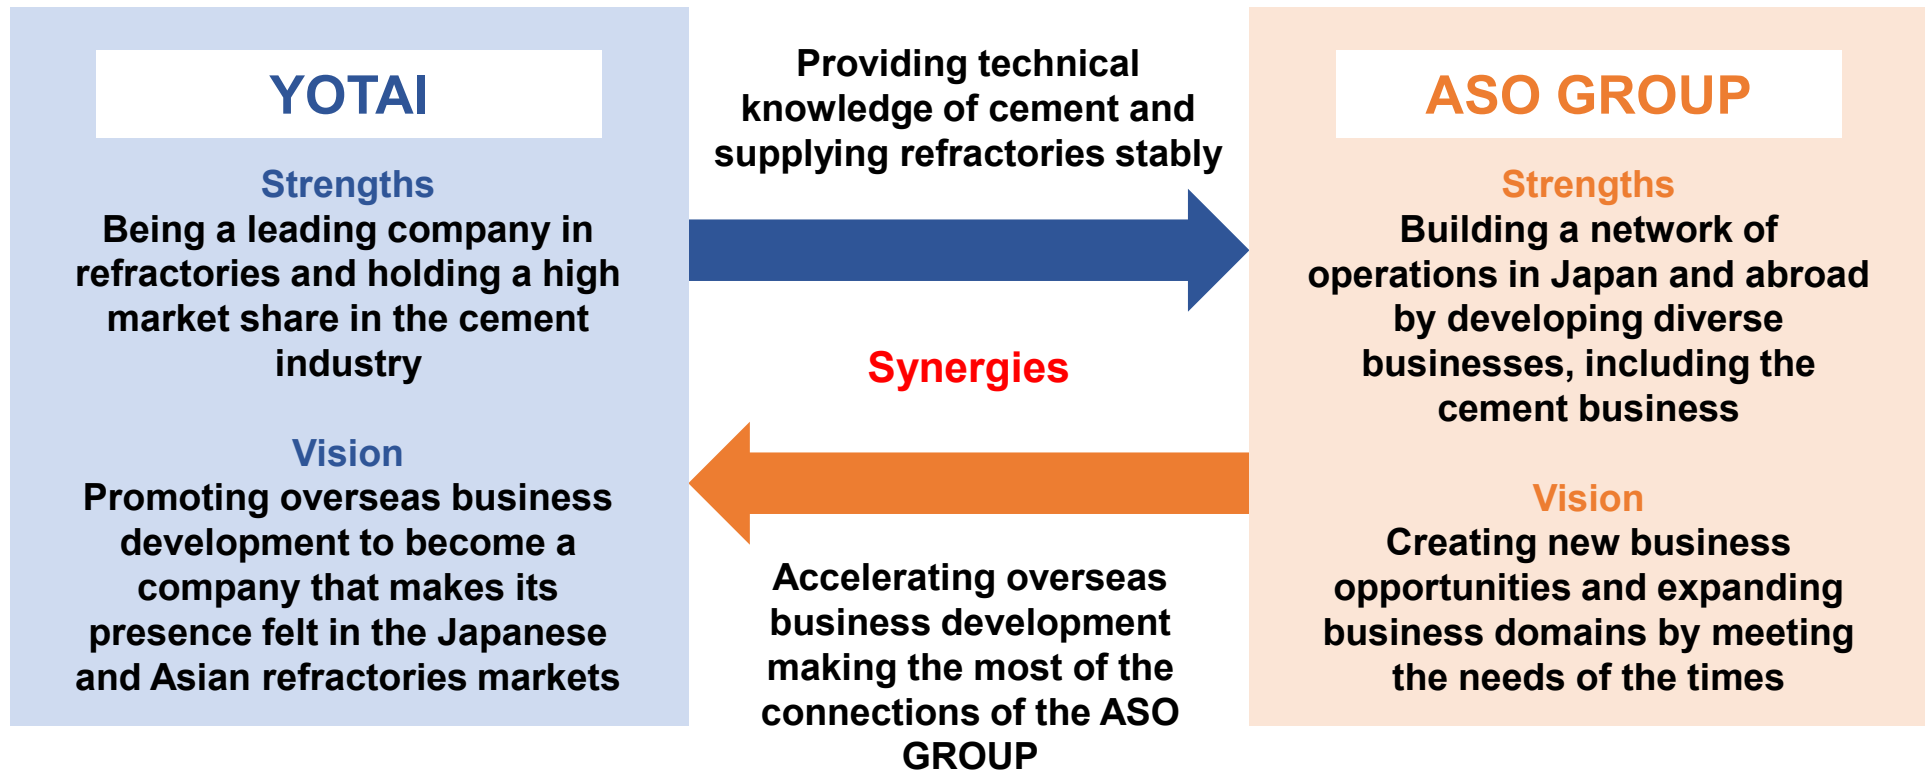 YOTAI
Strengths
Being a leading company in
refractories and holding a high
market share in the cement
industry
Vision
Promoting overseas business
development to become a
company that makes its
presence felt in the Japanese
and Asian refractories markets
Providing technical
knowledge of cement and
supplying refractories stably
Synergies
Accelerating overseas
business development
making the most of the
connections of the ASO
GROUP
ASO GROUP
Strengths
Building a network of
operations in Japan and abroad
by developing diverse
businesses, including the
cement business
Vision
Creating new business
opportunities and expanding
business domains by meeting
the needs of the times